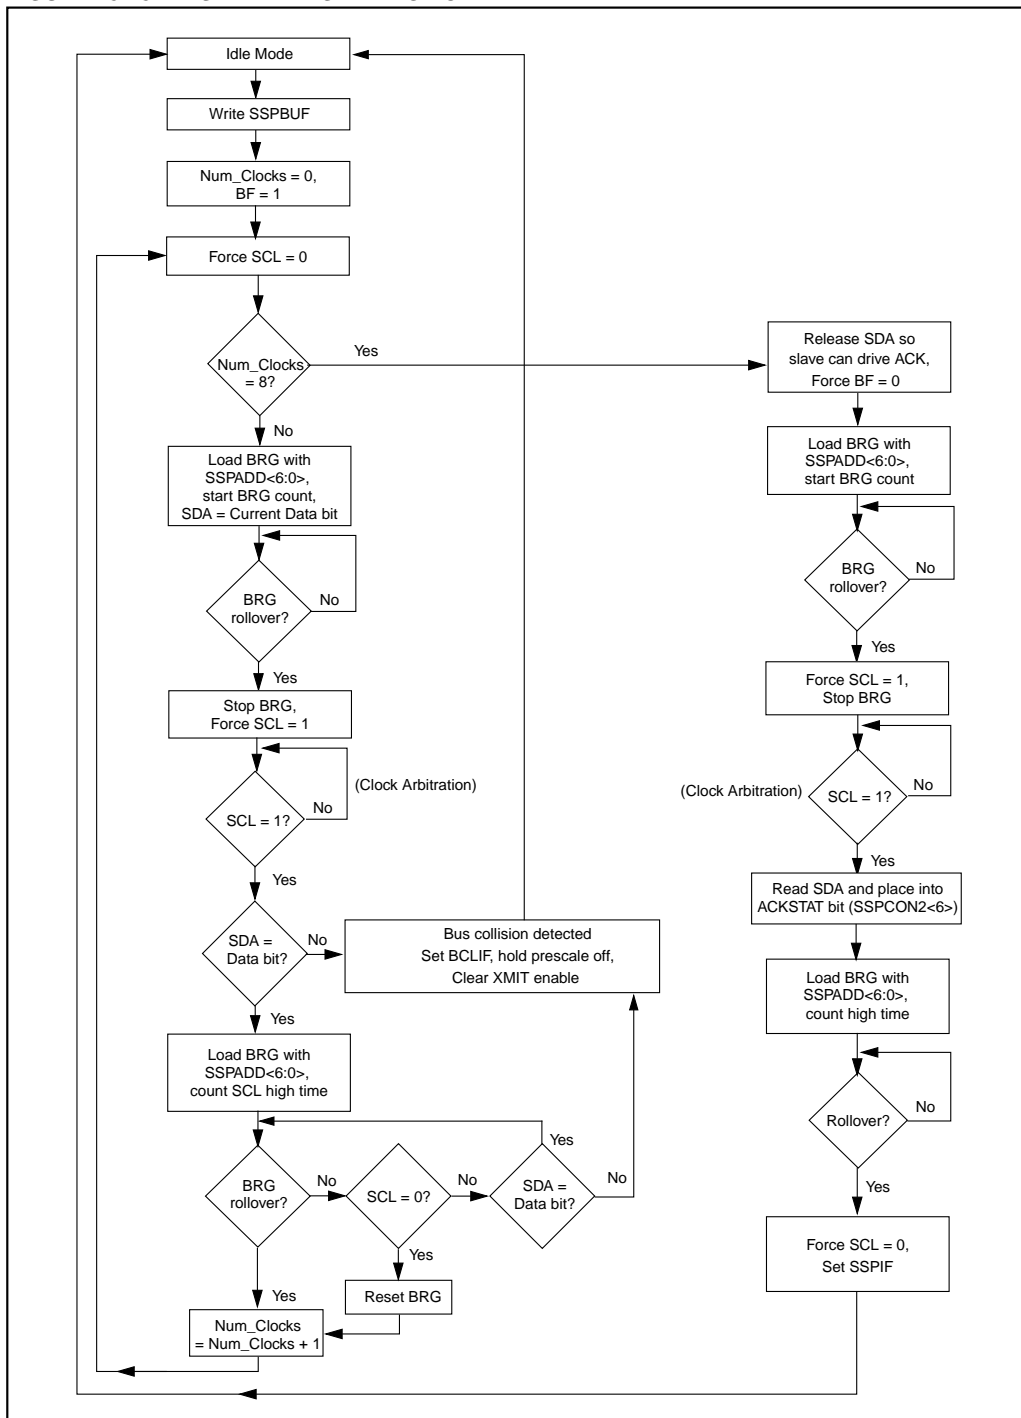 Idle Mode
Write SSPBUF
Num_Clocks = 0,
BF = 1
Force SCL = 0
Num_Clocks
= 8?
Yes
No
Load BRG with
SSPADD<6:0>,
start BRG count,
SDA = Current Data bit
BRG
rollover?
No
Yes
Stop BRG,
Force SCL = 1
SCL = 1?
No
(Clock Arbitration)
Yes
SDA =
Data bit?
No
Bus collision detected
Set BCLIF, hold prescale off,
Clear XMIT enable
Yes
Load BRG with
SSPADD<6:0>,
count SCL high time
BRG
rollover?
No
SCL = 0?
No
SDA =
Data bit?
Yes
No
Yes
Reset BRG
Yes
Num_Clocks
= Num_Clocks + 1
Release SDA so
slave can drive ACK,
Force BF = 0
Load BRG with
SSPADD<6:0>,
start BRG count
BRG
rollover?
No
Yes
Force SCL = 1,
Stop BRG
(Clock Arbitration)
SCL = 1?
No
Yes
Read SDA and place into
ACKSTAT bit (SSPCON2<6>)
Load BRG with
SSPADD<6:0>,
count high time
Rollover?
No
Yes
Force SCL = 0,
Set SSPIF